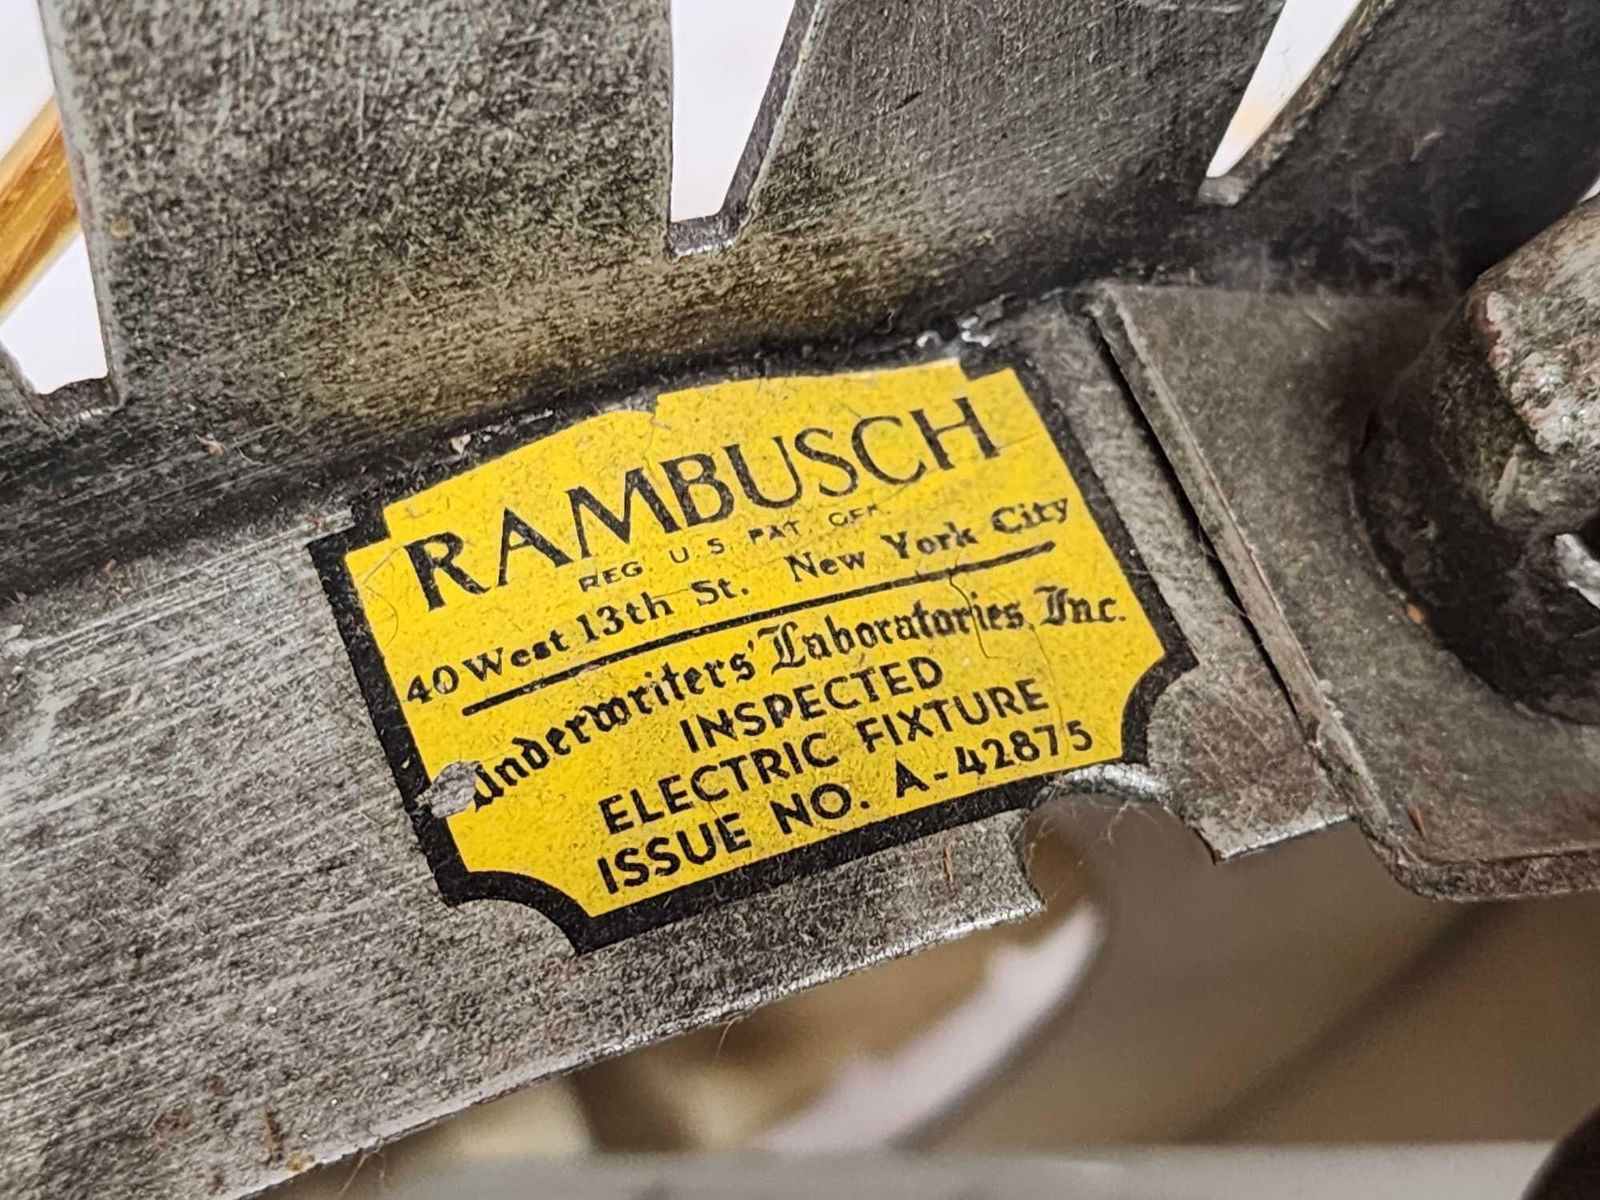 RAMBUSCH
REG. U.S. PAT. OFF.
40 West 13th St. New York City
Underwriters' Laboratories, Inc.
INSPECTED
ELECTRIC FIXTURE
ISSUE NO. A-42875